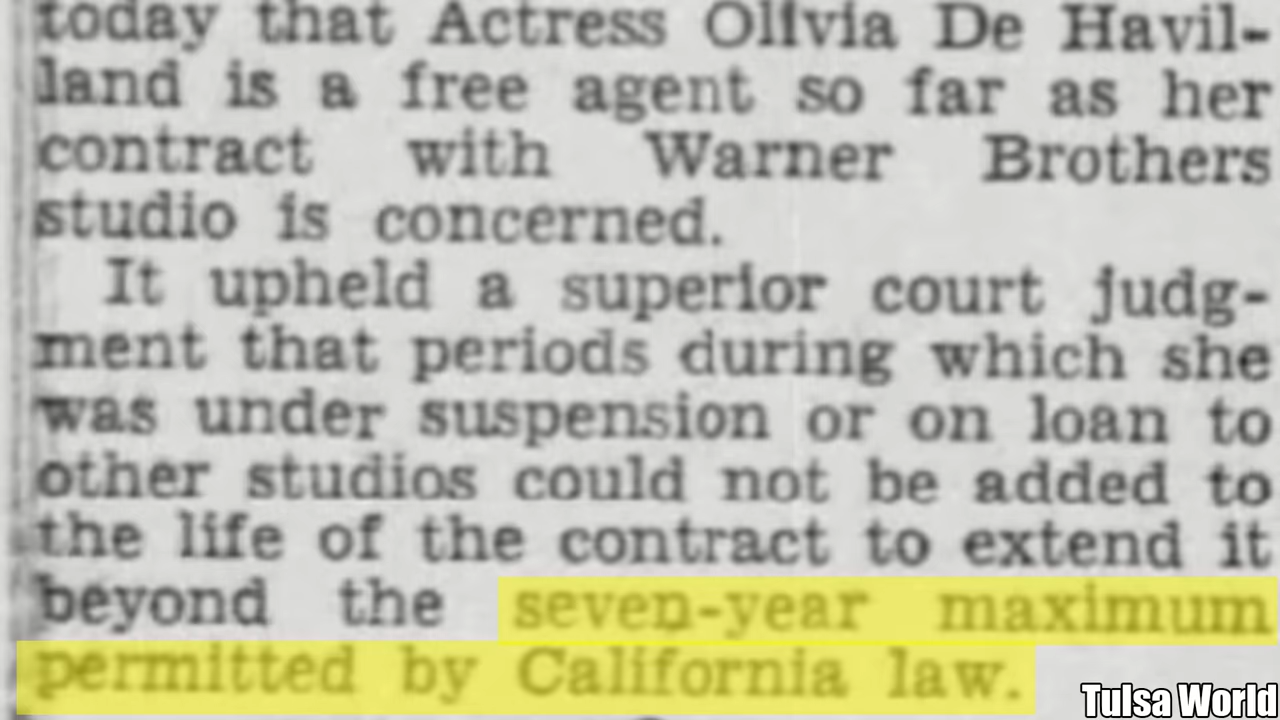 today that Actress Olivia De Havil-
land is a free agent so far as her
contract with Warner Brothers
studio is concerned.
It upheld a superior court judg-
ment that periods during which she
was under suspension or on loan to
other studios could not be added to
the life of the contract to extend it
beyond the seven-year maximum
permitted by California law.
Tulsa World